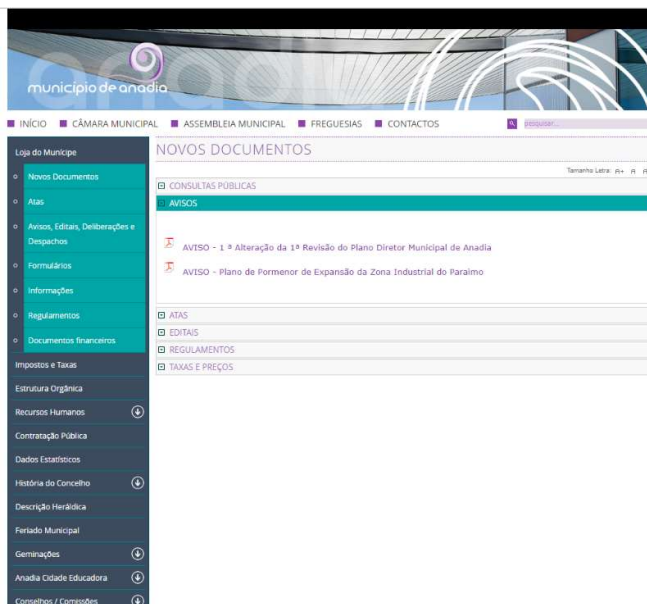 anadia
município de anadia
INÍCIO CÂMARA MUNICIPAL ASSEMBLEIA MUNICIPAL FREGUESIAS CONTACTOS pesquisar...
Loja do Munícipe
Novos Documentos
Atas
Avisos, Editais, Deliberações e
Despachos
Formulários
Informações
Regulamentos
Documentos financeiros
Impostos e Taxas
Estrutura Orgânica
Recursos Humanos
Contratação Pública
Dados Estatísticos
História do Concelho
Descrição Heráldica
Feriado Municipal
Geminações
Anadia Cidade Educadora
Conselhos / Comissões
NOVOS DOCUMENTOS
Tamanho Letra: A+ A A
CONSULTAS PÚBLICAS
AVISOS
AVISO - 1 ª Alteração da 1ª Revisão do Plano Diretor Municipal de Anadia
AVISO - Plano de Pormenor de Expansão da Zona Industrial do Paraimo
ATAS
EDITAIS
REGULAMENTOS
TAXAS E PREÇOS